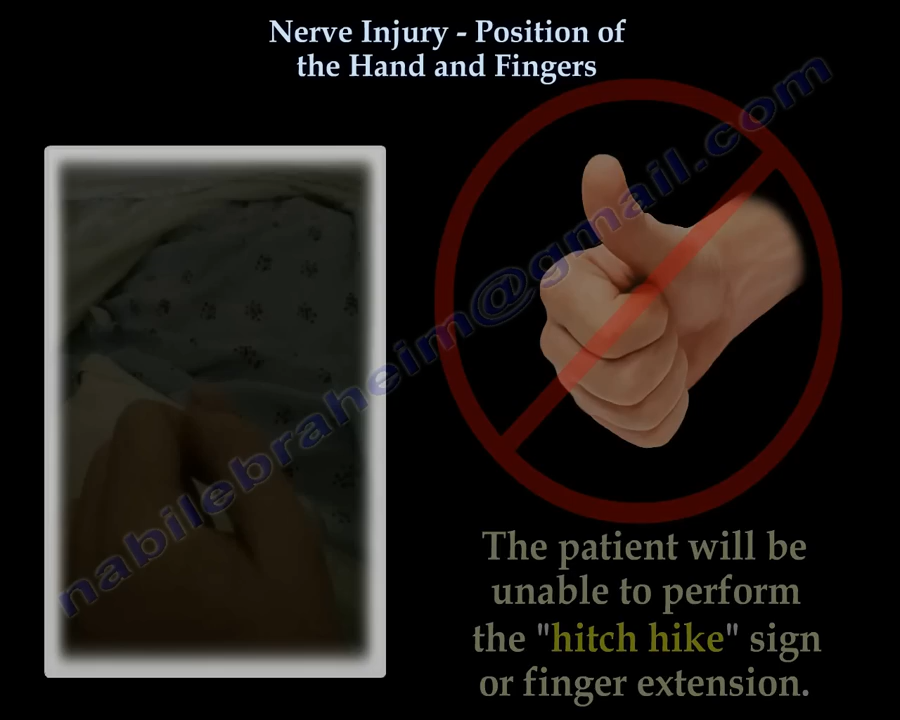 Nerve Injury - Position of
the Hand and Fingers
nabilebraheim@gmail.com
The patient will be
unable to perform
the "hitch hike" sign
or finger extension.